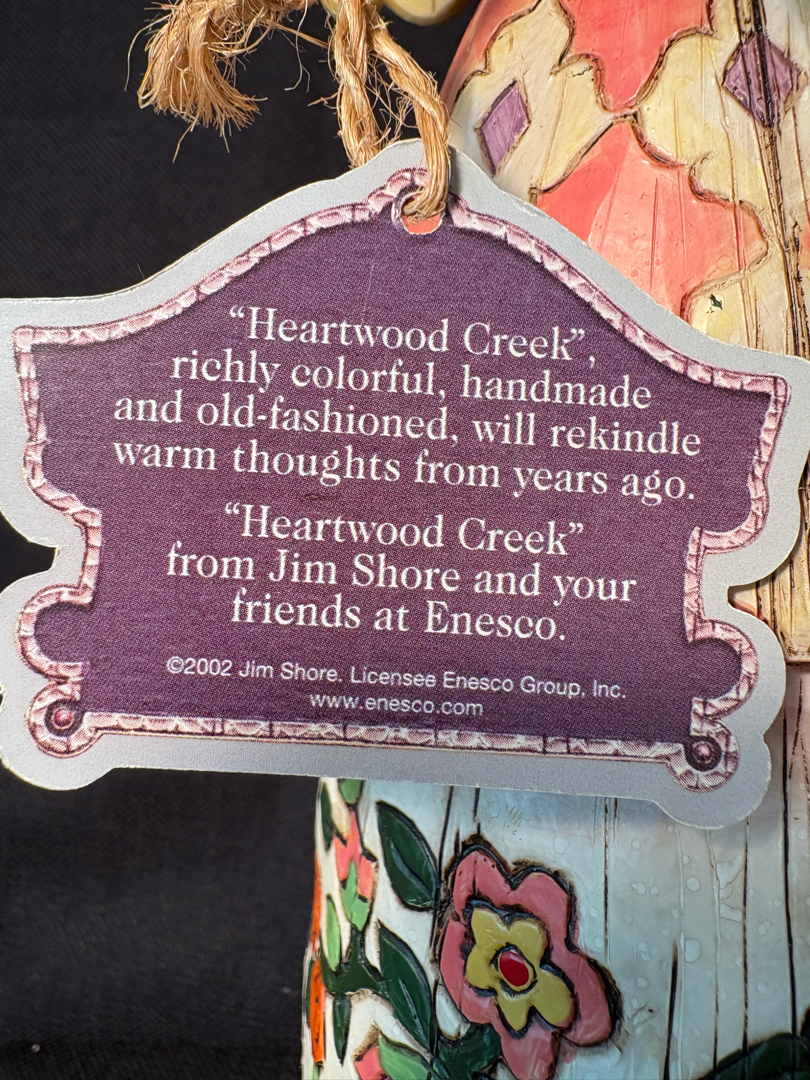 “Heartwood Creek”,
richly colorful, handmade
and old-fashioned, will rekindle
warm thoughts from years ago.
“Heartwood Creek”
from Jim Shore and your
friends at Enesco.
©2002 Jim Shore. Licensee Enesco Group, Inc.
www.enesco.com